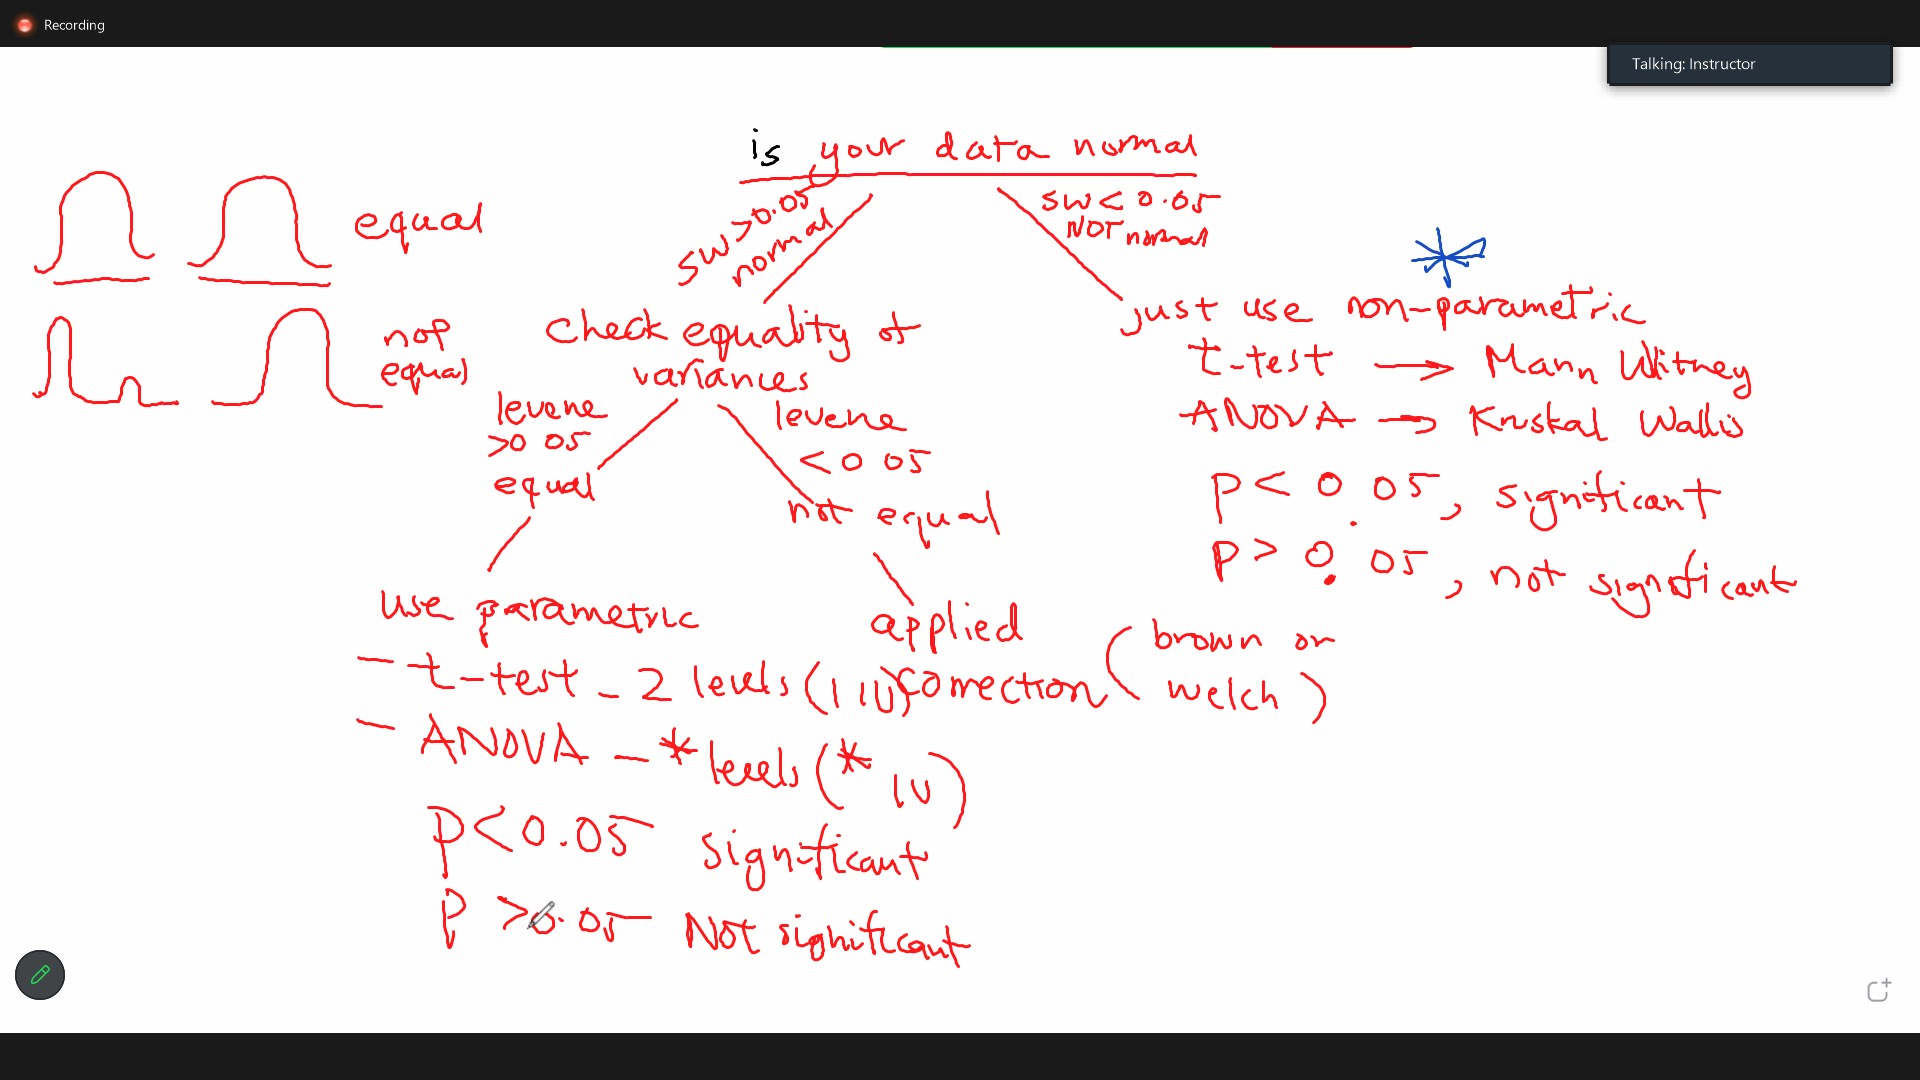 Recording
Talking: Instructor
is your data normal
SW > 0.05
normal
SW < 0.05
NOT normal
equal
not
equal
check equality of
variances
levene
>0 05
equal
levene
< 0 05
not equal
just use non-parametric
t-test → Mann Witney
ANOVA → Kruskal Wallis
P < 0.05, significant
P > 0.05, not significant
use parametric
- t-test - 2 levels (1 IV)
- ANOVA - * levels (* IV)
P < 0.05 significant
P > 0.05 Not significant
applied
correction (brown or
welch)